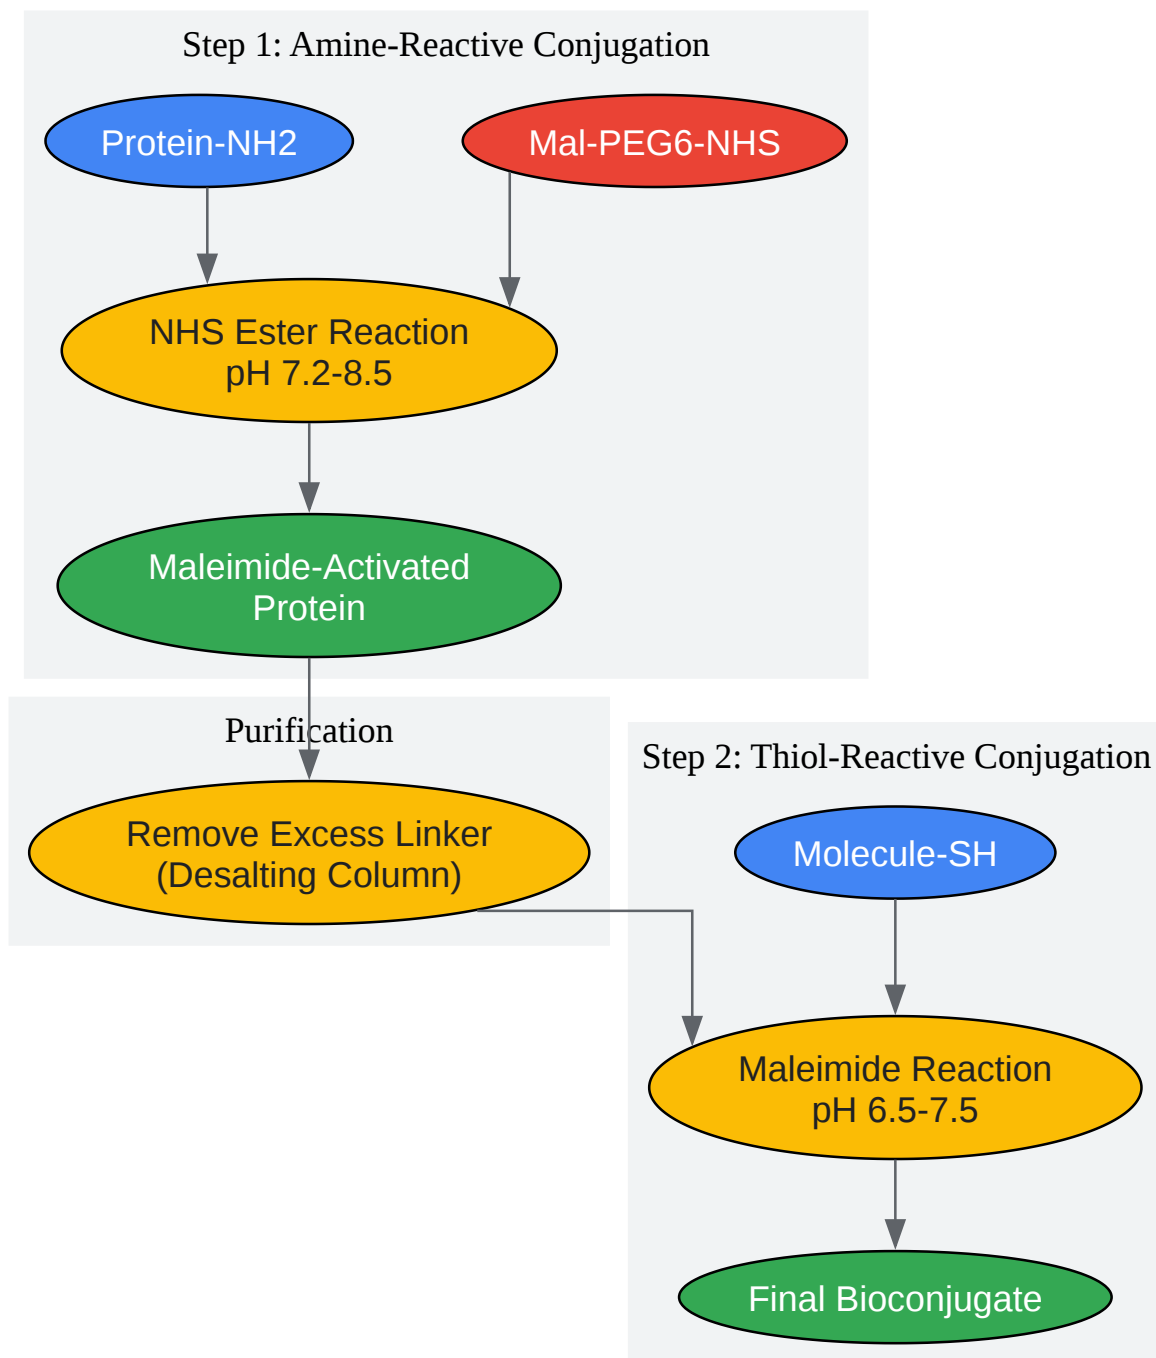 Step 1: Amine-Reactive Conjugation
Protein-NH2
Mal-PEG6-NHS
NHS Ester Reaction
pH 7.2-8.5
Maleimide-Activated
Protein
Purification
Remove Excess Linker
(Desalting Column)
Step 2: Thiol-Reactive Conjugation
Molecule-SH
Maleimide Reaction
pH 6.5-7.5
Final Bioconjugate